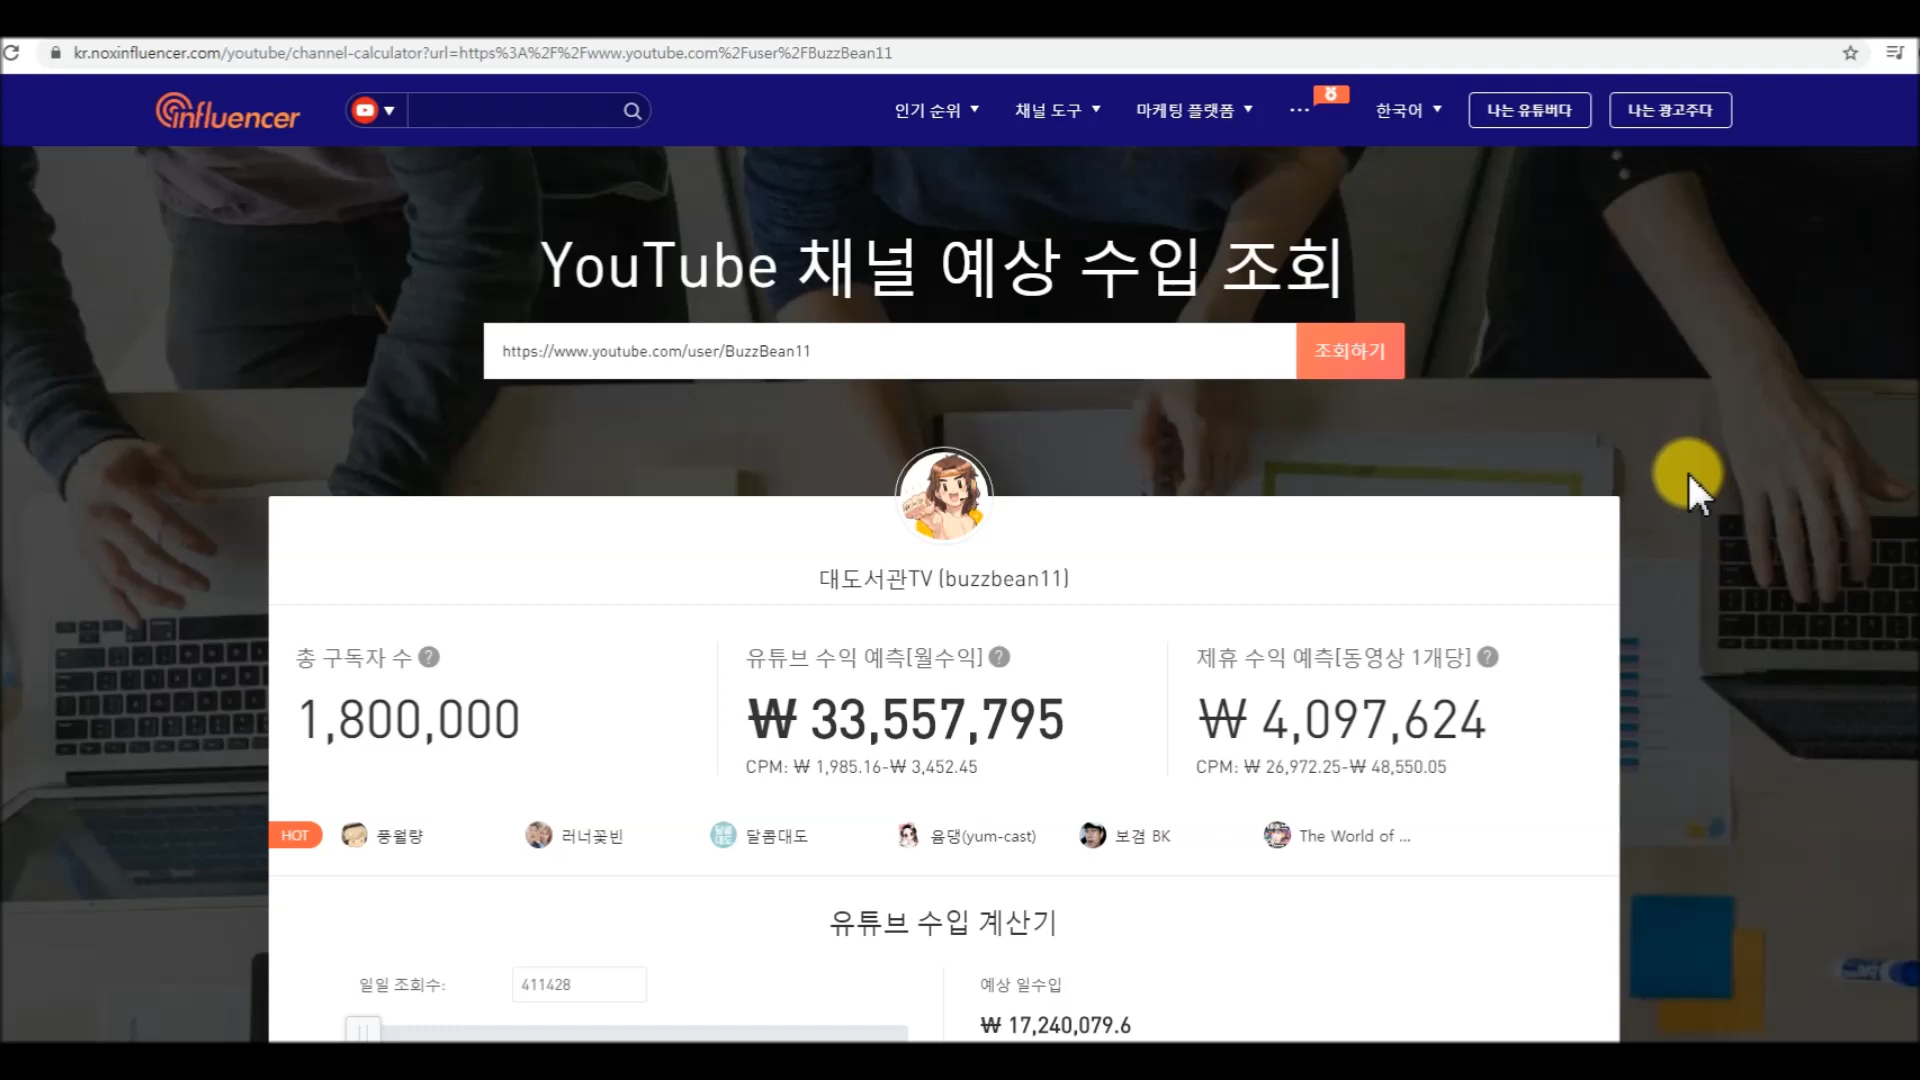 kr.noxinfluencer.com/youtube/channel-calculator?url=https%3A%2F%2Fwww.youtube.com%2Fuser%2FBuzzBean11
influencer
인기 순위
채널 도구
마케팅 플랫폼
한국어
나는 유튜버다
나는 광고주다
YouTube 채널 예상 수입 조회
https://www.youtube.com/user/BuzzBean11
조회하기
대도서관TV (buzzbean11)
총 구독자 수 ?
1,800,000
유튜브 수익 예측[월수익] ?
₩ 33,557,795
CPM: ₩ 1,985.16-₩ 3,452.45
제휴 수익 예측[동영상 1개당] ?
₩ 4,097,624
CPM: ₩ 26,972.25-₩ 48,550.05
HOT
풍월량
러너꽃빈
달콤대도
윰댕(yum-cast)
보겸 BK
The World of ...
유튜브 수입 계산기
일일 조회수:
411428
예상 일수입
₩ 17,240,079.6